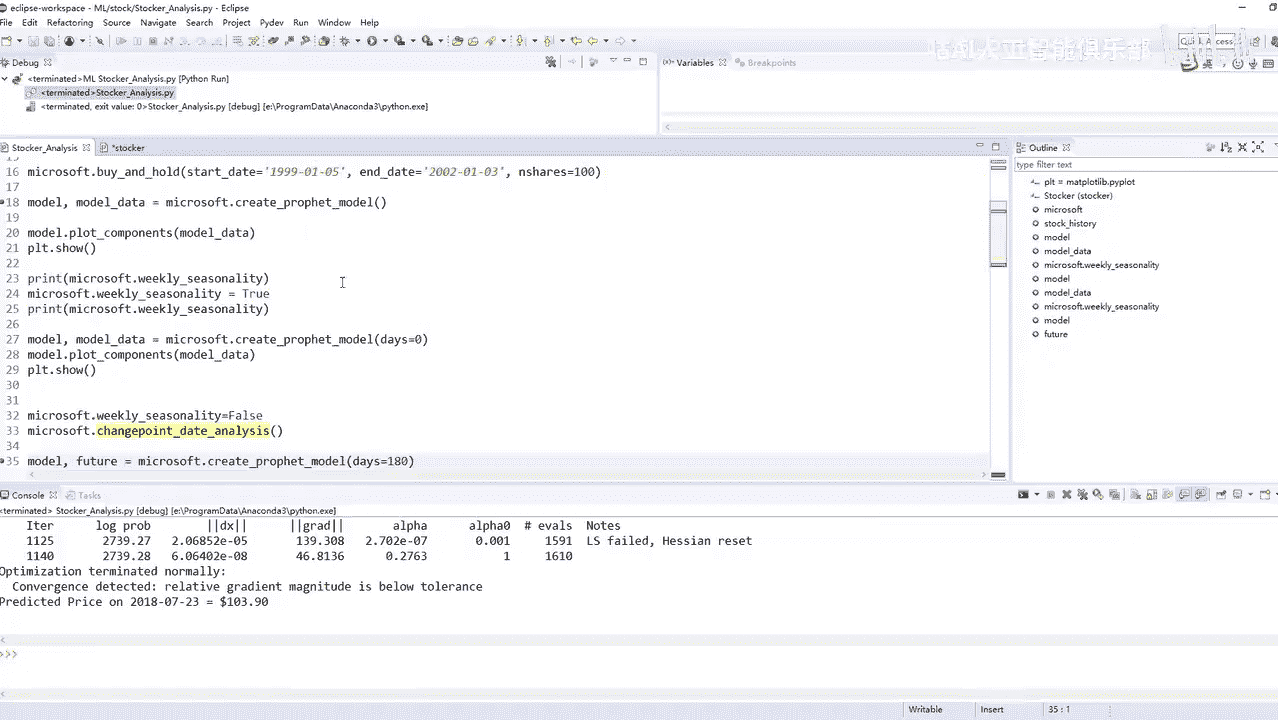 eclipse-workspace - ML/stock/Stocker_Analysis.py - Eclipse
File Edit Refactoring Source Navigate Search Project Pydev Run Window Help
Quick Access
Debug
<terminated>ML Stocker_Analysis.py [Python Run]
<terminated>Stocker_Analysis.py
<terminated, exit value: 0>Stocker_Analysis.py [debug] [e:\ProgramData\Anaconda3\python.exe]
Variables Breakpoints
Stocker_Analysis *stocker
16 microsoft.buy_and_hold(start_date='1999-01-05', end_date='2002-01-03', nshares=100)
17
18 model, model_data = microsoft.create_prophet_model()
19
20 model.plot_components(model_data)
21 plt.show()
22
23 print(microsoft.weekly_seasonality)
24 microsoft.weekly_seasonality = True
25 print(microsoft.weekly_seasonality)
26
27 model, model_data = microsoft.create_prophet_model(days=0)
28 model.plot_components(model_data)
29 plt.show()
30
31
32 microsoft.weekly_seasonality=False
33 microsoft.changepoint_date_analysis()
34
35 model, future = microsoft.create_prophet_model(days=180)
Outline
type filter text
plt = matplotlib.pyplot
Stocker (stocker)
microsoft
stock_history
model
model_data
microsoft.weekly_seasonality
model
model_data
microsoft.weekly_seasonality
model
future
Console Tasks
<terminated> Stocker_Analysis.py [debug] [e:\ProgramData\Anaconda3\python.exe]
Iter log prob ||dx|| ||grad|| alpha alpha0 # evals Notes
1125 2739.27 2.06852e-05 139.308 2.702e-07 0.001 1591 LS failed, Hessian reset
1140 2739.28 6.06402e-08 46.8136 0.2763 1 1610
Optimization terminated normally:
Convergence detected: relative gradient magnitude is below tolerance
Predicted Price on 2018-07-23 = $103.90
>>>
Writable Insert 35 : 1